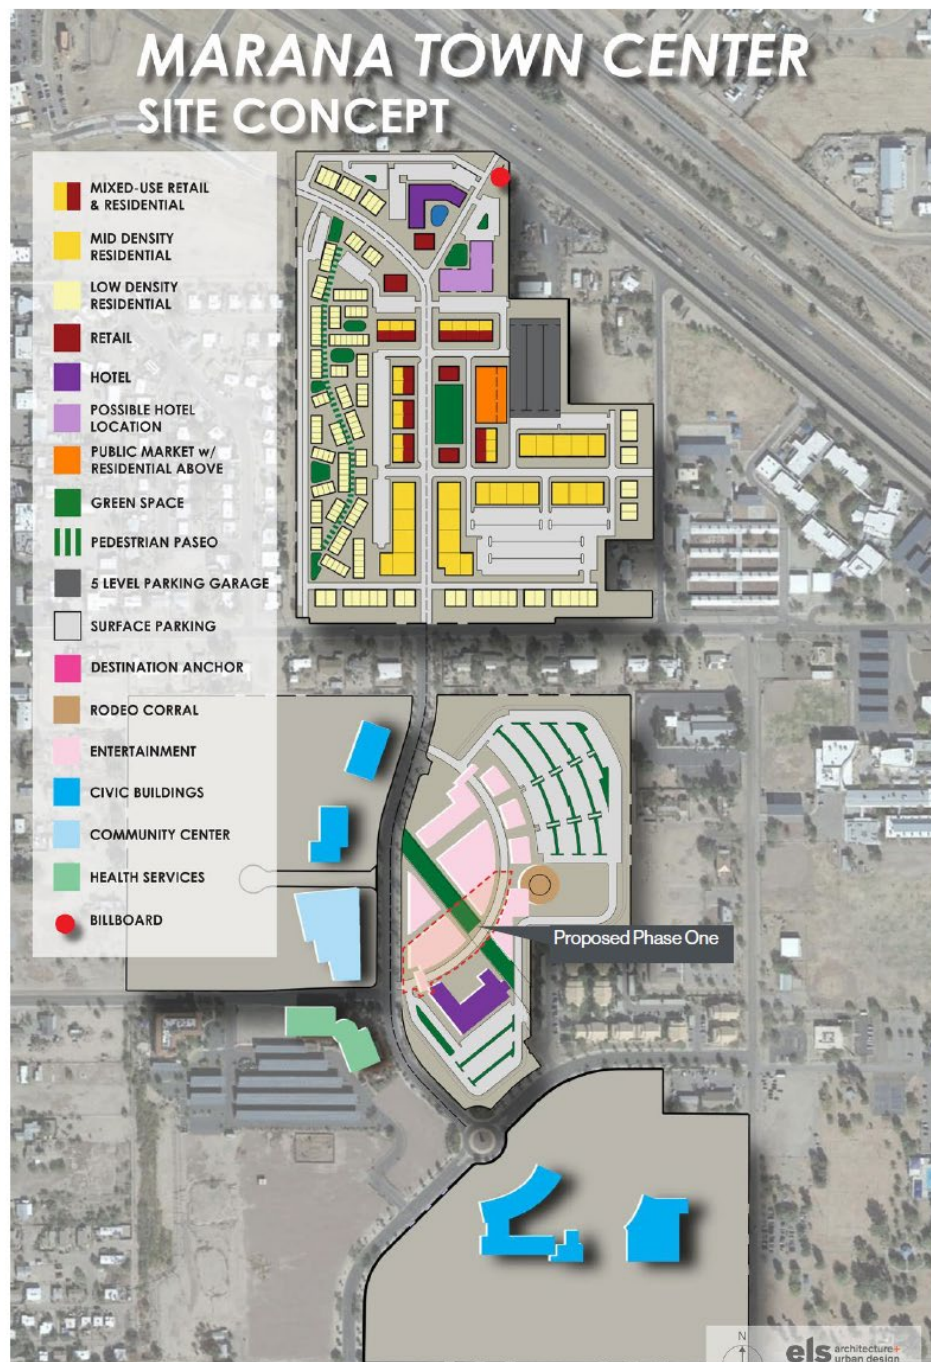 MARANA TOWN CENTER
SITE CONCEPT
MIXED-USE RETAIL
& RESIDENTIAL
MID DENSITY
RESIDENTIAL
LOW DENSITY
RESIDENTIAL
RETAIL
HOTEL
POSSIBLE HOTEL
LOCATION
PUBLIC MARKET w/
RESIDENTIAL ABOVE
GREEN SPACE
PEDESTRIAN PASEO
5 LEVEL PARKING GARAGE
SURFACE PARKING
DESTINATION ANCHOR
RODEO CORRAL
ENTERTAINMENT
CIVIC BUILDINGS
COMMUNITY CENTER
HEALTH SERVICES
BILLBOARD
Proposed Phase One
N
els architecture+
urban design